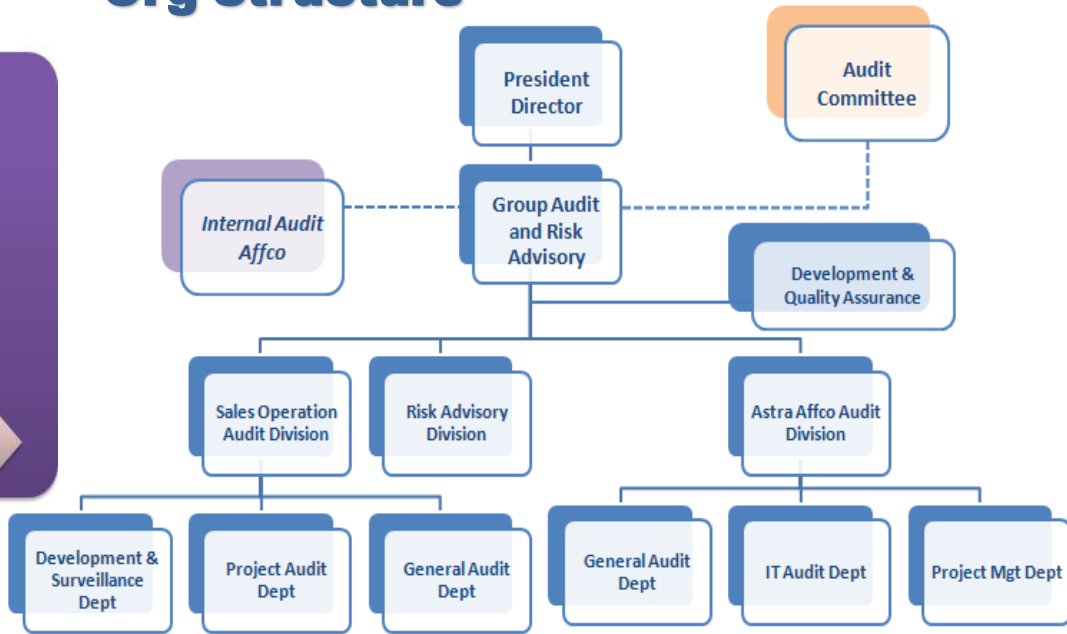 Org Structure
President
Director
Audit
Committee
Internal Audit
Affco
Group Audit
and Risk
Advisory
Development &
Quality Assurance
Sales Operation
Audit Division
Risk Advisory
Division
Astra Affco Audit
Division
Development &
Surveillance
Dept
Project Audit
Dept
General Audit
Dept
General Audit
Dept
IT Audit Dept
Project Mgt Dept